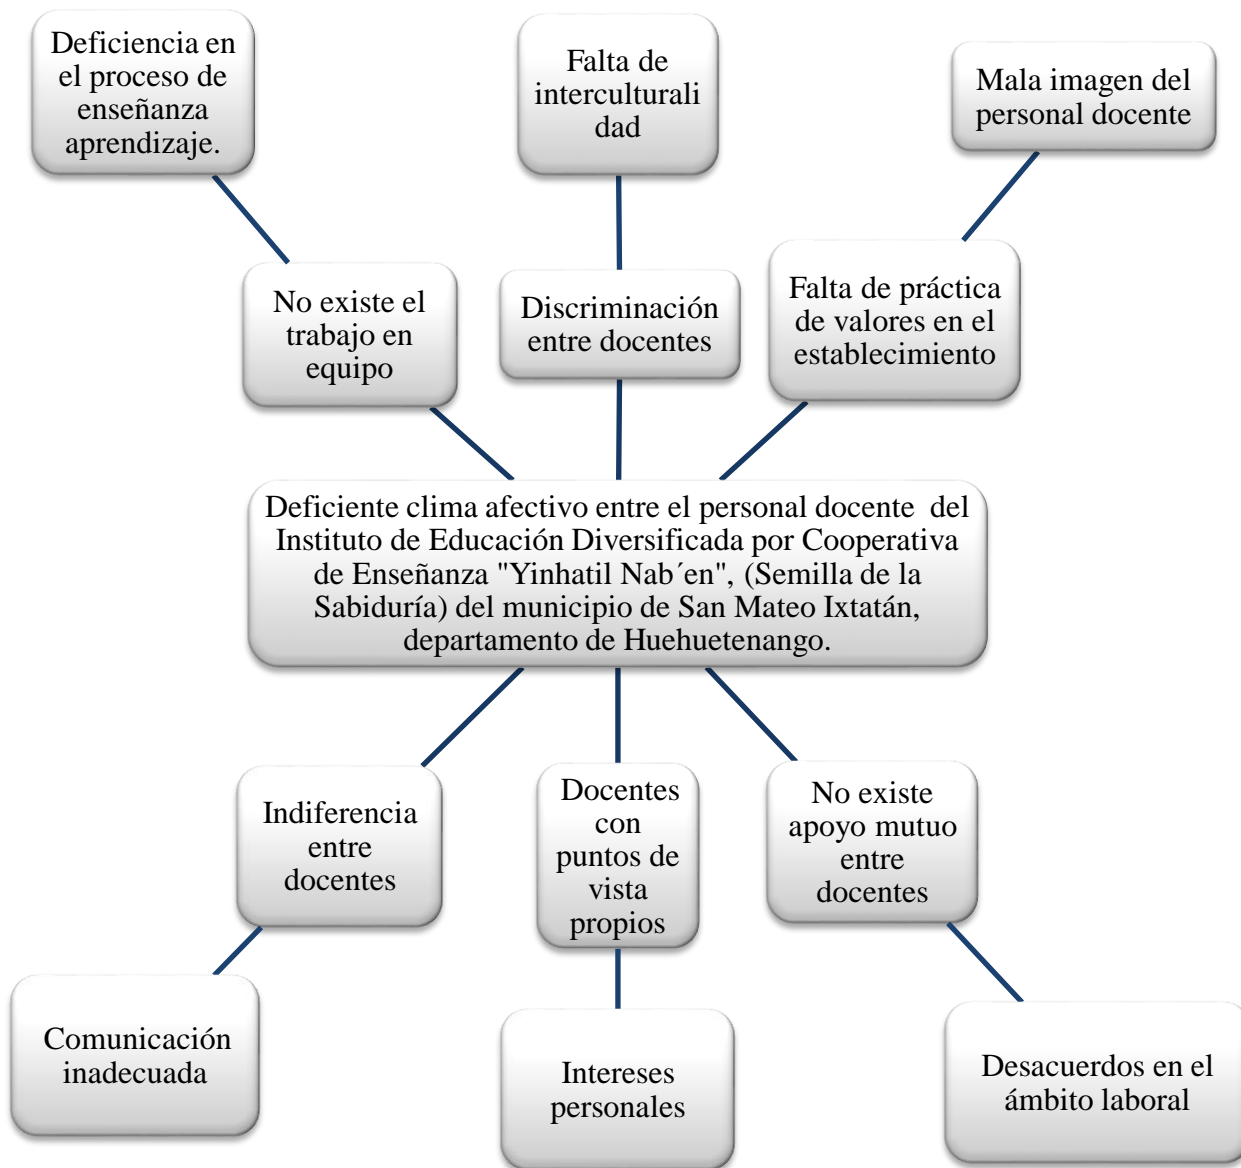 Deficiencia en
el proceso de
enseñanza
aprendizaje.
Falta de
interculturali
dad
Mala imagen del
personal docente
No existe el
trabajo en
equipo
Discriminación
entre docentes
Falta de práctica
de valores en el
establecimiento
Deficiente clima afectivo entre el personal docente  del
Instituto de Educación Diversificada por Cooperativa
de Enseñanza "Yinhatil Nab´en", (Semilla de la
Sabiduría) del municipio de San Mateo Ixtatán,
departamento de Huehuetenango.
Indiferencia
entre
docentes
Docentes
con
puntos de
vista
propios
No existe
apoyo mutuo
entre
docentes
Comunicación
inadecuada
Intereses
personales
Desacuerdos en el
ámbito laboral